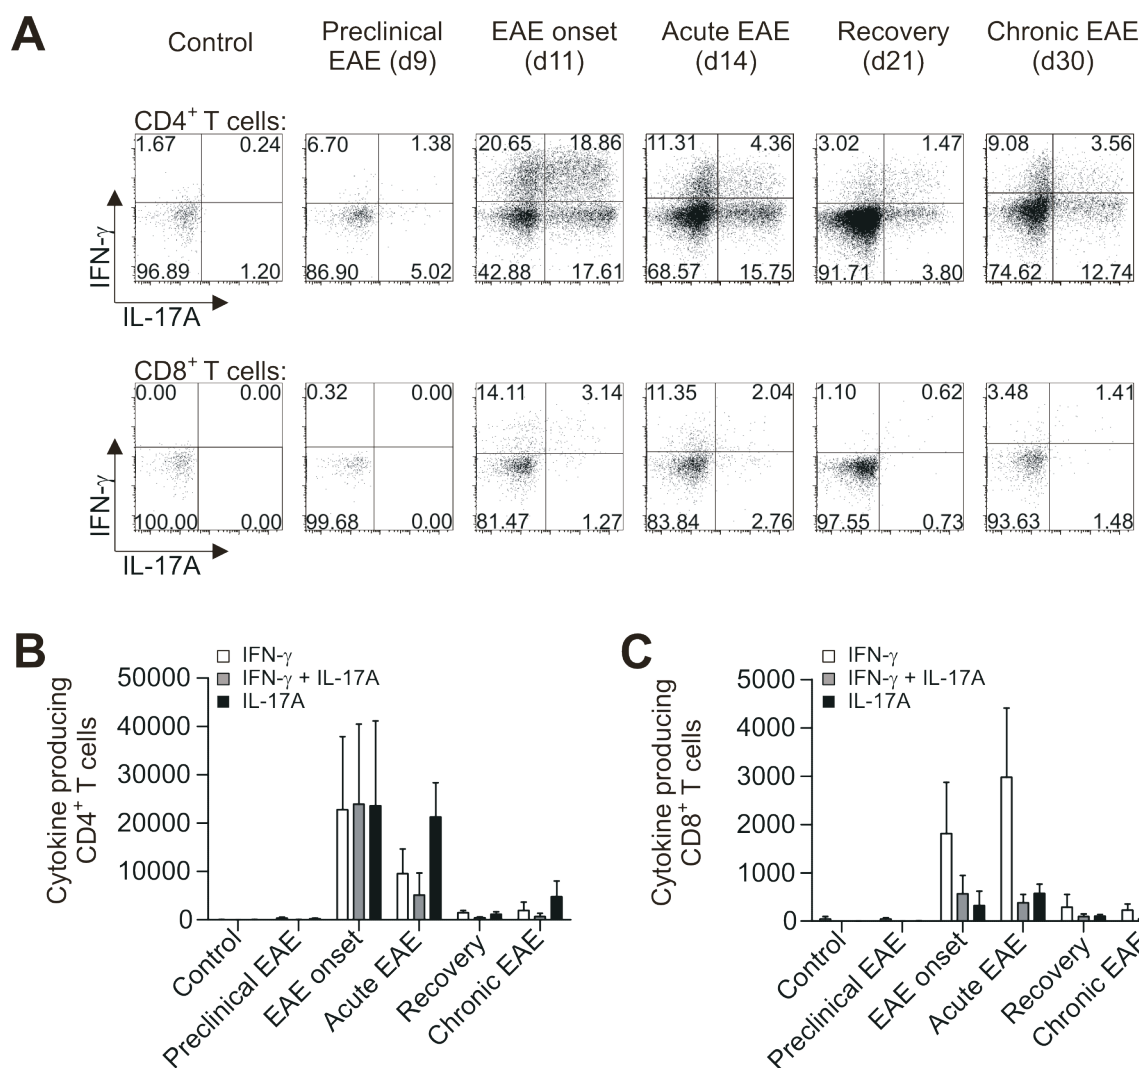 A
Control
Preclinical
EAE (d9)
EAE onset
(d11)
Acute EAE
(d14)
Recovery
(d21)
Chronic EAE
(d30)
CD4+ T cells:
1.67 0.24 6.70 1.38 20.65 18.86 11.31 4.36 3.02 1.47 9.08 3.56
IFN-γ
96.89 1.20 86.90 5.02 42.88 17.61 68.57 15.75 91.71 3.80 74.62 12.74
IL-17A
CD8+ T cells:
0.00 0.00 0.32 0.00 14.11 3.14 11.35 2.04 1.10 0.62 3.48 1.41
IFN-γ
100.00 0.00 99.68 0.00 81.47 1.27 83.84 2.76 97.55 0.73 93.63 1.48
IL-17A
B
IFN-γ
IFN-γ + IL-17A
IL-17A
Cytokine producing
CD4+ T cells
50000
40000
30000
20000
10000
0
Control
Preclinical EAE
EAE onset
Acute EAE
Recovery
Chronic EAE
C
IFN-γ
IFN-γ + IL-17A
IL-17A
Cytokine producing
CD8+ T cells
5000
4000
3000
2000
1000
0
Control
Preclinical EAE
EAE onset
Acute EAE
Recovery
Chronic EAE